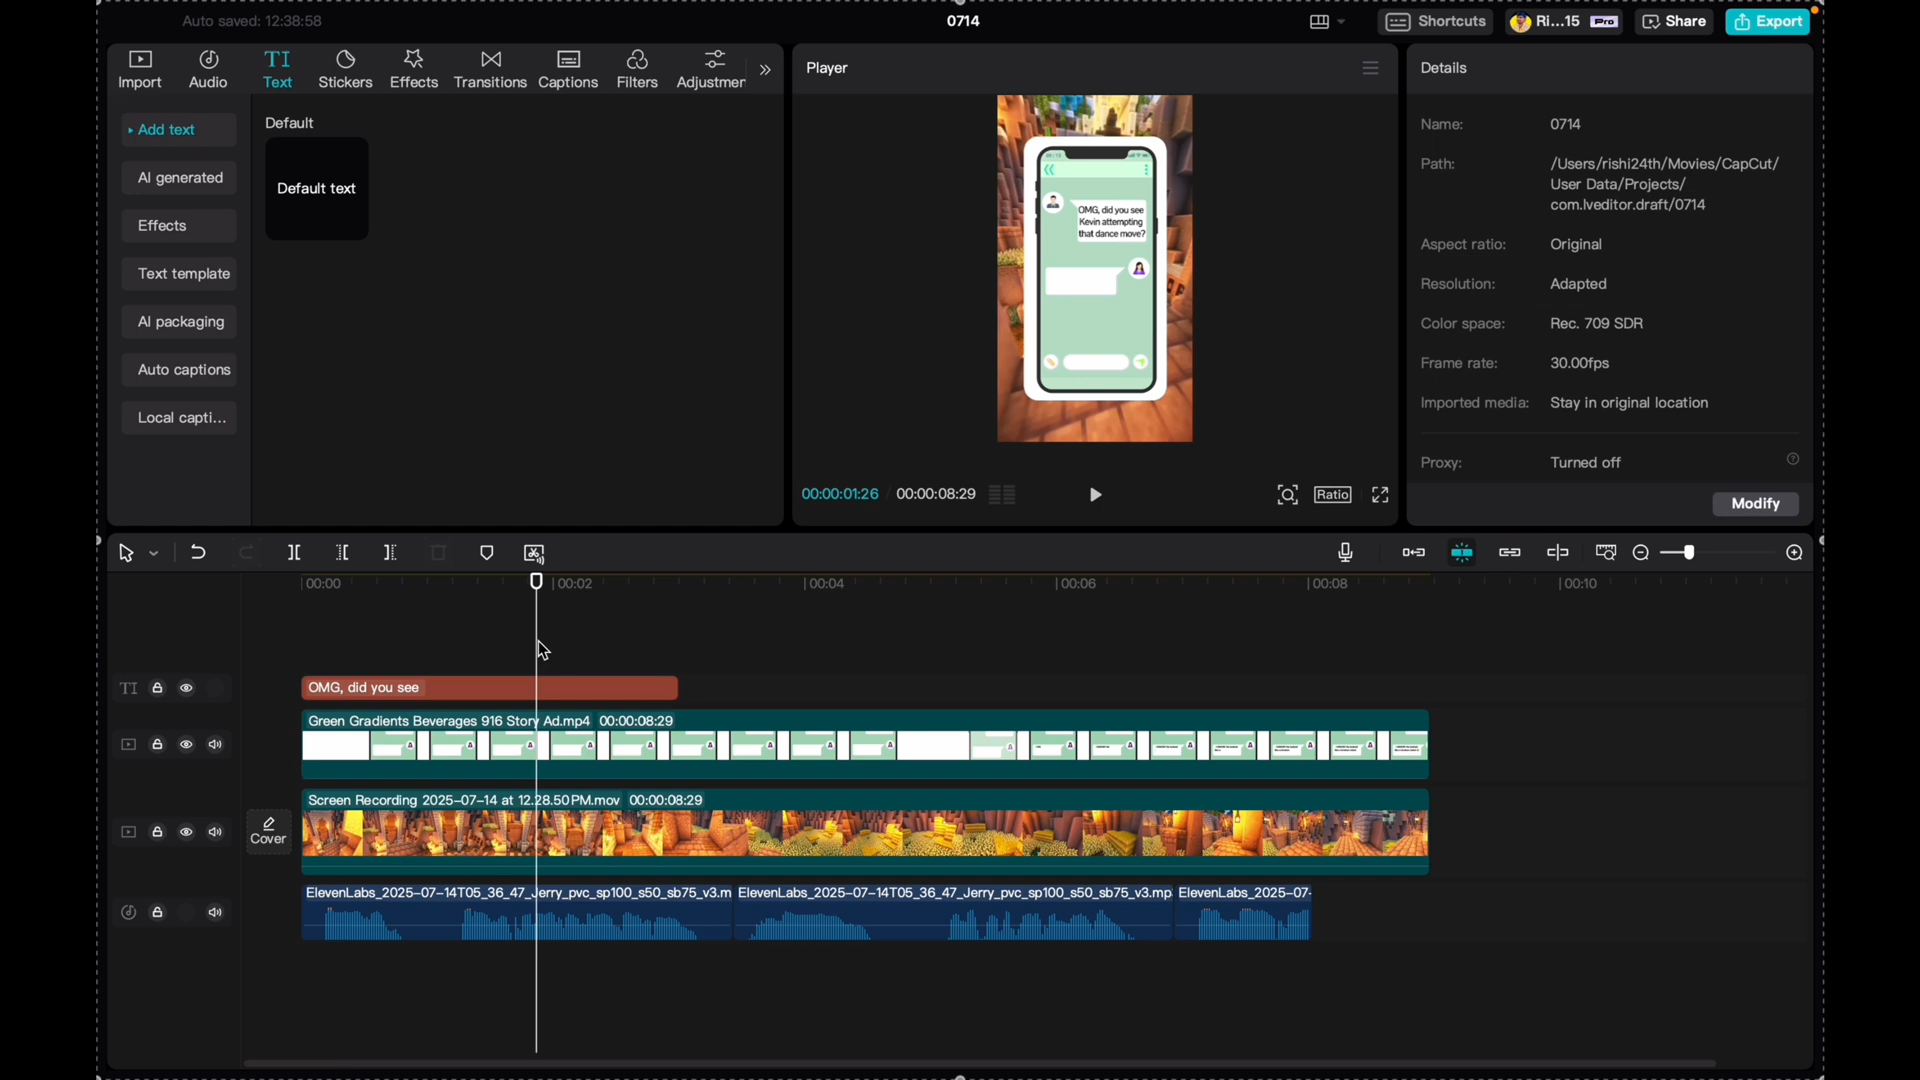 Auto saved: 12:38:58
0714
Shortcuts
Ri...15
Pro
Share
Export
Import
Audio
TI
Text
Stickers
Effects
Transitions
Captions
Filters
Adjustmer
Add text
AI generated
Effects
Text template
AI packaging
Auto captions
Local capti...
Default
Default text
Player
OMG, did you see
Kevin attempting
that dance move?
00:00:01:26
00:00:08:29
Ratio
Details
Name: 0714
Path: /Users/rishi24th/Movies/CapCut/
User Data/Projects/
com.lveditor.draft/0714
Aspect ratio: Original
Resolution: Adapted
Color space: Rec. 709 SDR
Frame rate: 30.00fps
Imported media: Stay in original location
Proxy: Turned off
Modify
00:00
00:02
00:04
00:06
00:08
00:10
TI
OMG, did you see
Green Gradients Beverages 916 Story Ad.mp4 00:00:08:29
Cover
Screen Recording 2025-07-14 at 12.28.50 PM.mov 00:00:08:29
ElevenLabs_2025-07-14T05_36_47_Jerry_pvc_sp100_s50_sb75_v3.m
ElevenLabs_2025-07-14T05_36_47_Jerry_pvc_sp100_s50_sb75_v3.mp
ElevenLabs_2025-07-